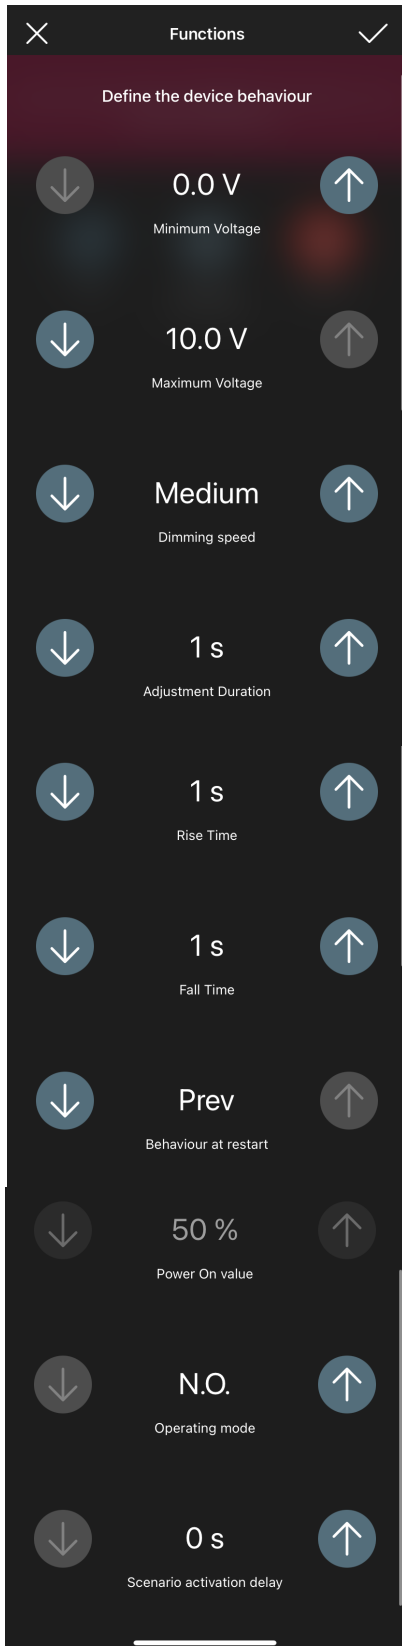 Functions
Define the device behaviour
0.0 V
Minimum Voltage
10.0 V
Maximum Voltage
Medium
Dimming speed
1 s
Adjustment Duration
1 s
Rise Time
1 s
Fall Time
Prev
Behaviour at restart
50 %
Power On value
N.O.
Operating mode
0 s
Scenario activation delay